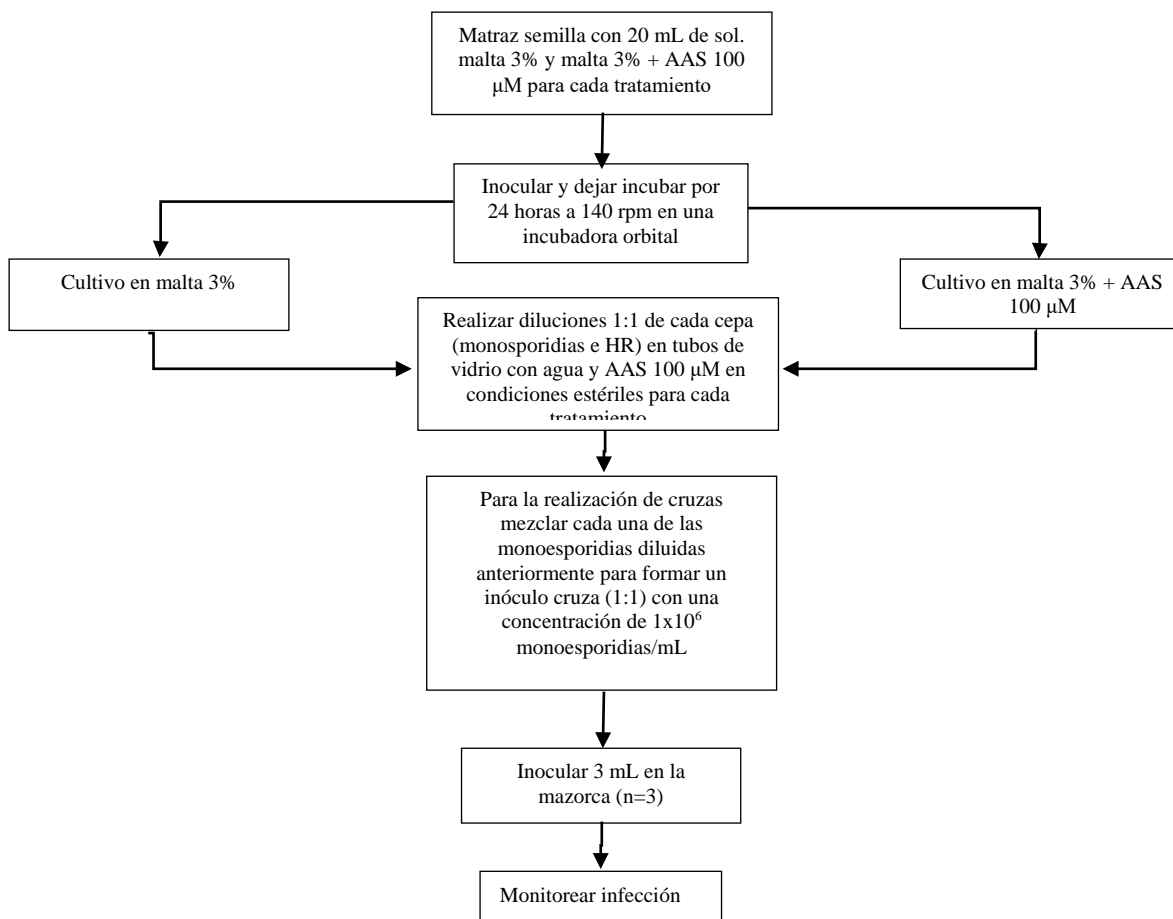 Matraz semilla con 20 mL de sol.
malta 3% y malta 3% + AAS 100
μM para cada tratamiento
Inocular y dejar incubar por
24 horas a 140 rpm en una
incubadora orbital
Cultivo en malta 3%
Cultivo en malta 3% + AAS
100 μM
Realizar diluciones 1:1 de cada cepa
(monosporidias e HR) en tubos de
vidrio con agua y AAS 100 μM en
condiciones estériles para cada
tratamiento
Para la realización de cruzas
mezclar cada una de las
monoesporidias diluidas
anteriormente para formar un
inóculo cruza (1:1) con una
concentración de 1x10⁶
monoesporidias/mL
Inocular 3 mL en la
mazorca (n=3)
Monitorear infección